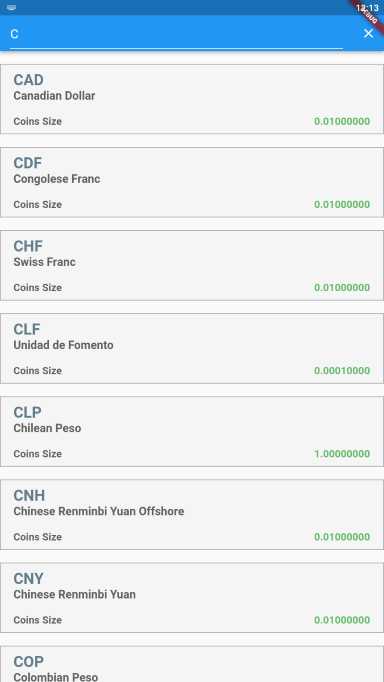 12:13
DEBUG
C
CAD
Canadian Dollar
Coins Size 0.01000000
CDF
Congolese Franc
Coins Size 0.01000000
CHF
Swiss Franc
Coins Size 0.01000000
CLF
Unidad de Fomento
Coins Size 0.00010000
CLP
Chilean Peso
Coins Size 1.00000000
CNH
Chinese Renminbi Yuan Offshore
Coins Size 0.01000000
CNY
Chinese Renminbi Yuan
Coins Size 0.01000000
COP
Colombian Peso